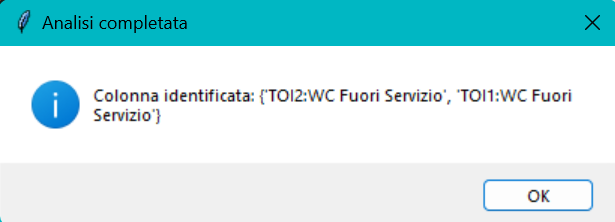 Analisi completata
Colonna identificata: {'TOI2:WC Fuori Servizio', 'TOI1:WC Fuori
Servizio'}
OK